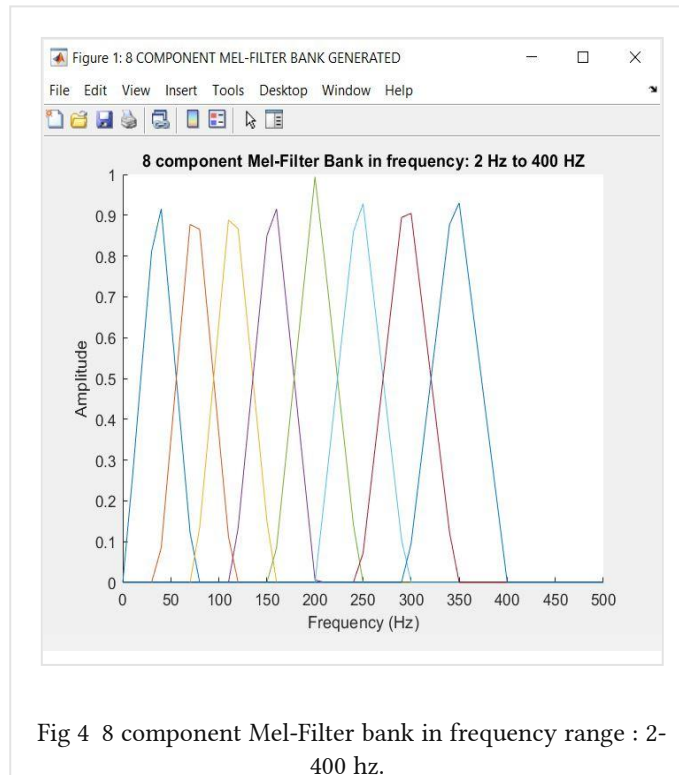 Figure 1: 8 COMPONENT MEL-FILTER BANK GENERATED
File Edit View Insert Tools Desktop Window Help
8 component Mel-Filter Bank in frequency: 2 Hz to 400 HZ
1
0.9
0.8
0.7
0.6
0.5
0.4
0.3
0.2
0.1
0
Amplitude
0 50 100 150 200 250 300 350 400 450 500
Frequency (Hz)
Fig 4 8 component Mel-Filter bank in frequency range : 2-
400 hz.